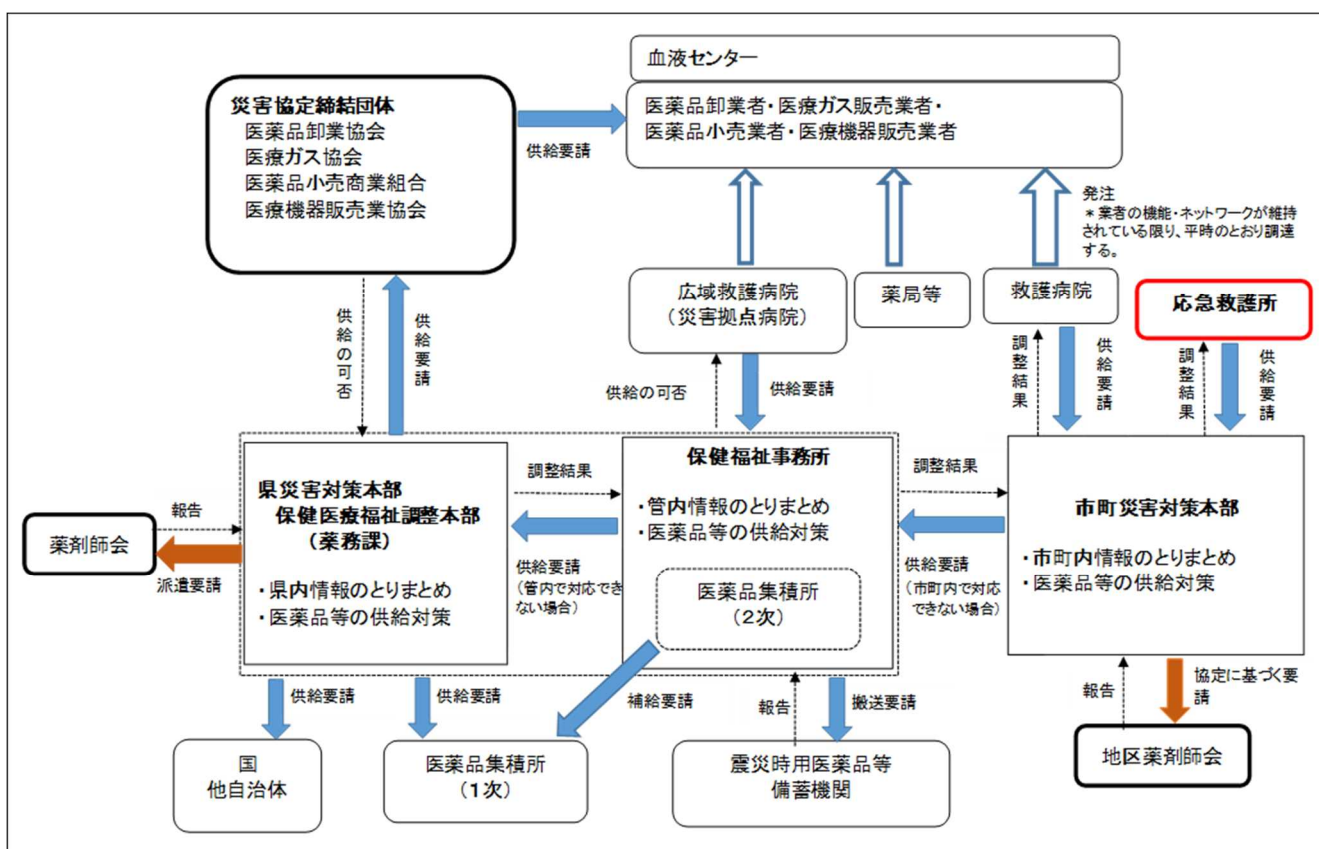 血液センター
災害協定締結団体
医薬品卸業協会
医療ガス協会
医薬品小売商業組合
医療機器販売業協会
供給要請
医薬品卸業者・医療ガス販売業者・
医薬品小売業者・医療機器販売業者
発注
＊業者の機能・ネットワークが維持
されている限り、平時のとおり調達
する。
広域救護病院
（災害拠点病院）
薬局等
救護病院
応急救護所
供給の可否
供給要請
供給の可否
供給要請
調整結果
供給要請
調整結果
供給要請
県災害対策本部
保健医療福祉調整本部
（薬務課）
・県内情報のとりまとめ
・医薬品等の供給対策
調整結果
供給要請
（管内で対応でき
ない場合）
保健福祉事務所
・管内情報のとりまとめ
・医薬品等の供給対策
医薬品集積所
（２次）
調整結果
供給要請
（市町内で対応
できない場合）
市町災害対策本部
・市町内情報のとりまとめ
・医薬品等の供給対策
薬剤師会
報告
派遣要請
供給要請
供給要請
補給要請
報告
搬送要請
報告
協定に基づく要
請
国
他自治体
医薬品集積所
（１次）
震災時用医薬品等
備蓄機関
地区薬剤師会